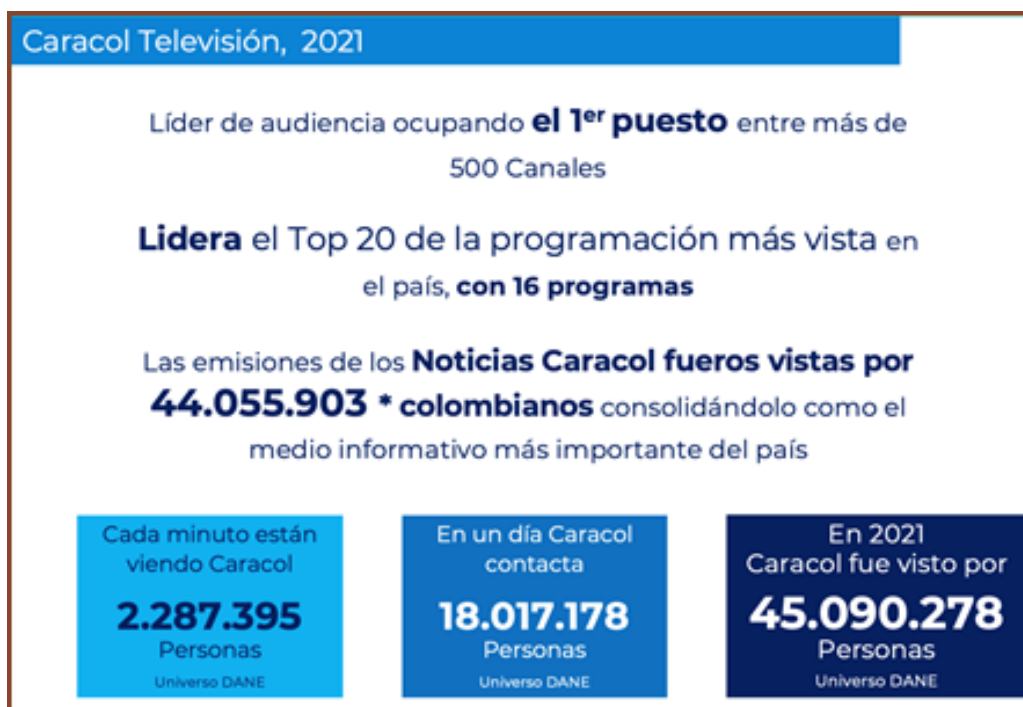 Caracol Televisión, 2021
Líder de audiencia ocupando el 1er puesto entre más de
500 Canales
Lidera el Top 20 de la programación más vista en
el país, con 16 programas
Las emisiones de los Noticias Caracol fueros vistas por
44.055.903 * colombianos consolidándolo como el
medio informativo más importante del país
Cada minuto están
viendo Caracol
2.287.395
Personas
Universo DANE
En un día Caracol
contacta
18.017.178
Personas
Universo DANE
En 2021
Caracol fue visto por
45.090.278
Personas
Universo DANE